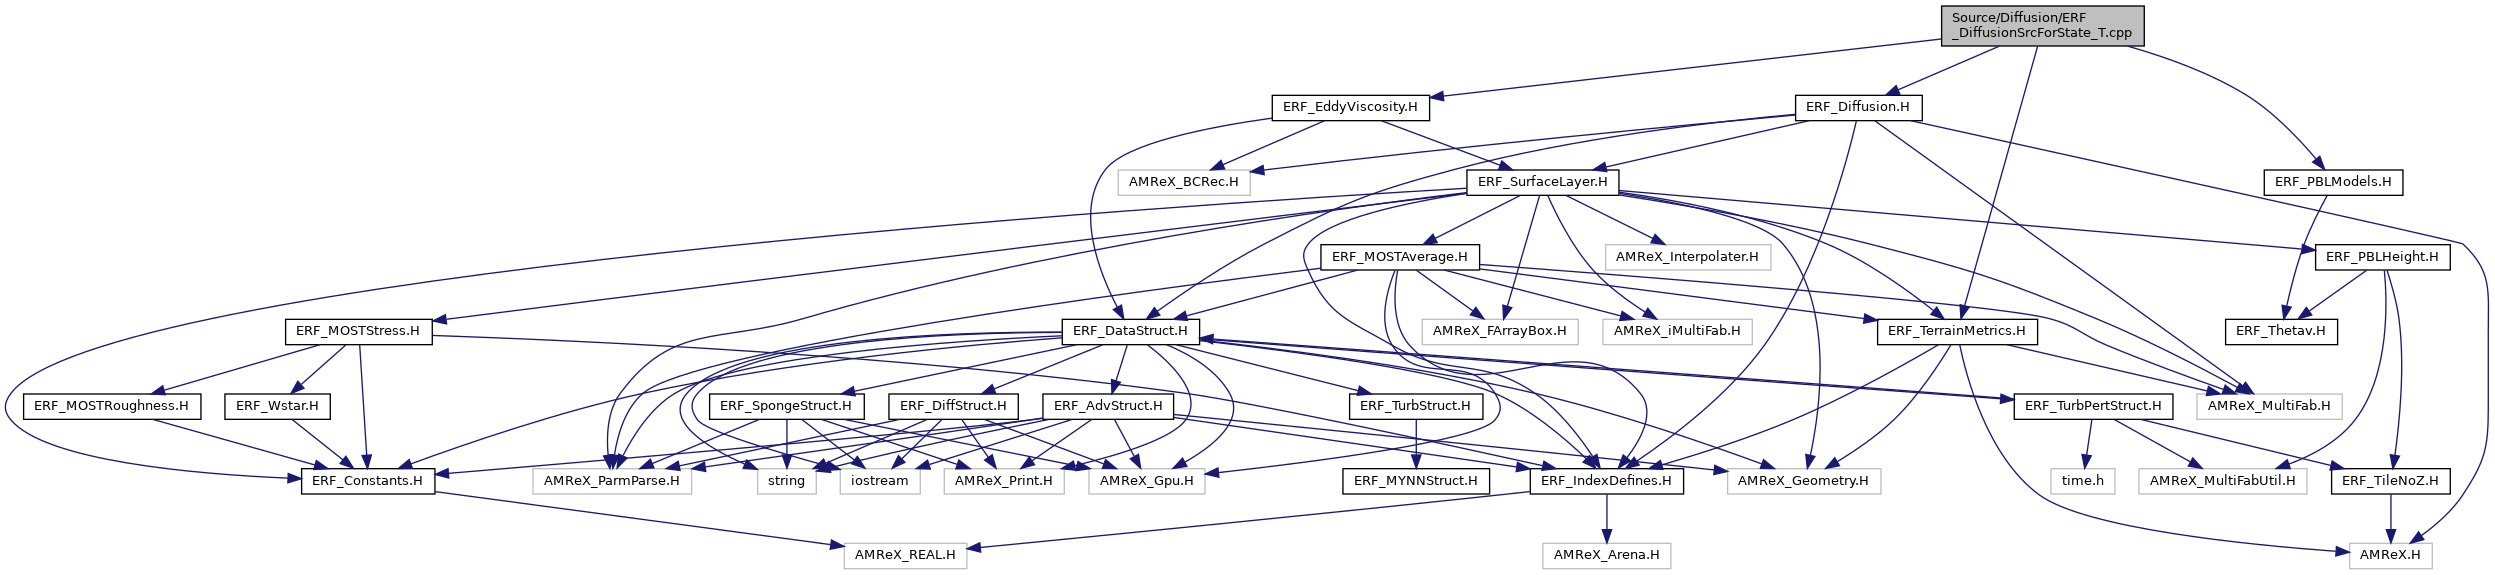 Source/Diffusion/ERF
_DiffusionSrcForState_T.cpp
ERF_EddyViscosity.H
ERF_Diffusion.H
AMReX_BCRec.H
ERF_SurfaceLayer.H
ERF_PBLModels.H
ERF_MOSTAverage.H
AMReX_Interpolater.H
ERF_PBLHeight.H
ERF_MOSTStress.H
ERF_DataStruct.H
AMReX_FArrayBox.H
AMReX_iMultiFab.H
ERF_TerrainMetrics.H
ERF_Thetav.H
ERF_MOSTRoughness.H
ERF_Wstar.H
ERF_SpongeStruct.H
ERF_DiffStruct.H
ERF_AdvStruct.H
ERF_TurbStruct.H
ERF_TurbPertStruct.H
AMReX_MultiFab.H
ERF_Constants.H
AMReX_ParmParse.H
string
iostream
AMReX_Print.H
AMReX_Gpu.H
ERF_MYNNStruct.H
ERF_IndexDefines.H
AMReX_Geometry.H
time.h
AMReX_MultiFabUtil.H
ERF_TileNoZ.H
AMReX_REAL.H
AMReX_Arena.H
AMReX.H